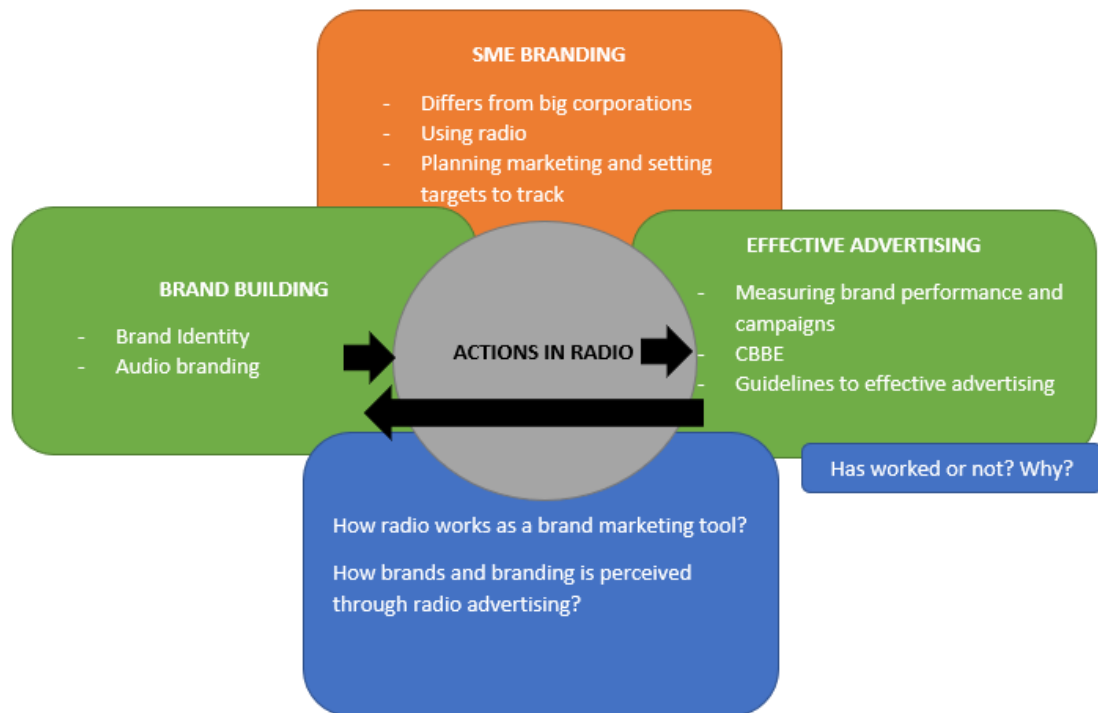 SME BRANDING
- Differs from big corporations
- Using radio
- Planning marketing and setting
targets to track
BRAND BUILDING
- Brand Identity
- Audio branding
ACTIONS IN RADIO
EFFECTIVE ADVERTISING
- Measuring brand performance and
campaigns
- CBBE
- Guidelines to effective advertising
Has worked or not? Why?
How radio works as a brand marketing tool?
How brands and branding is perceived
through radio advertising?